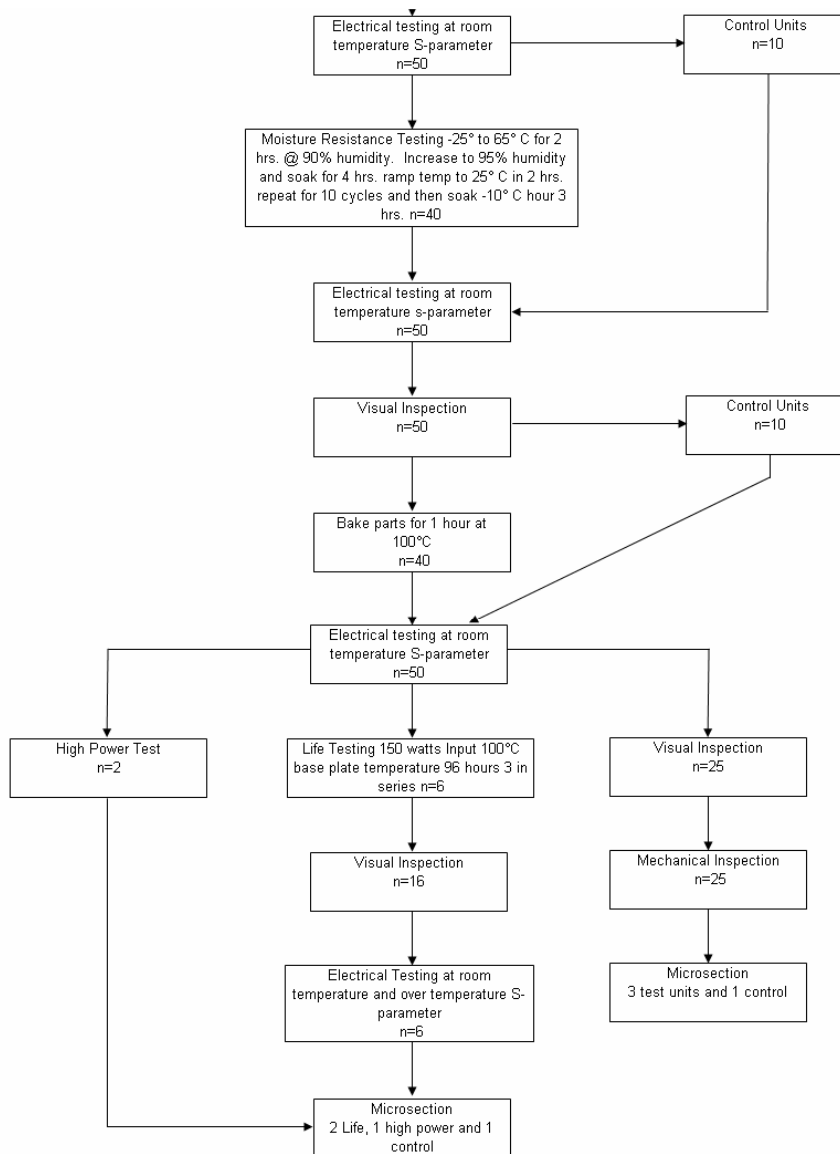 Electrical testing at room
temperature S-parameter
n=50
Control Units
n=10
Moisture Resistance Testing -25° to 65° C for 2
hrs. @ 90% humidity.  Increase to 95% humidity
and soak for 4 hrs. ramp temp to 25° C in 2 hrs.
repeat for 10 cycles and then soak -10° C hour 3
hrs. n=40
Electrical testing at room
temperature s-parameter
n=50
Visual Inspection
n=50
Control Units
n=10
Bake parts for 1 hour at
100°C
n=40
Electrical testing at room
temperature S-parameter
n=50
High Power Test
n=2
Life Testing 150 watts Input 100°C
base plate temperature 96 hours 3 in
series n=6
Visual Inspection
n=25
Visual Inspection
n=16
Mechanical Inspection
n=25
Electrical Testing at room
temperature and over temperature S-
parameter
n=6
Microsection
3 test units and 1 control
Microsection
2 Life, 1 high power and 1
control